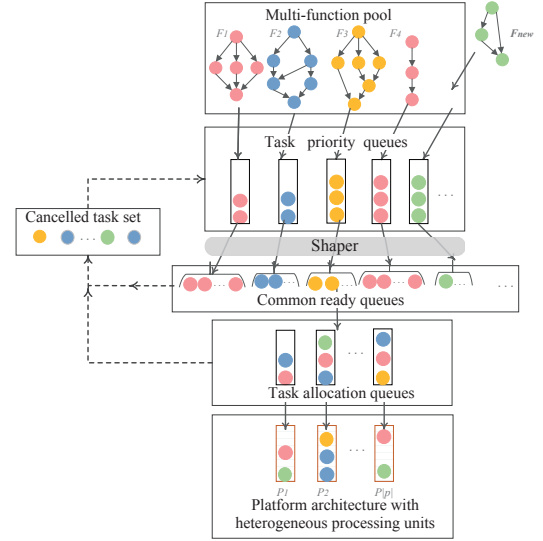 Multi-function pool
F1 F2 F3 F4 Fnew
Task priority queues
. . .
Cancelled task set
. . .
Shaper
... ... ... ... ... ...
Common ready queues
...
Task allocation queues
...
P1 P2 P|p|
Platform architecture with
heterogeneous processing units